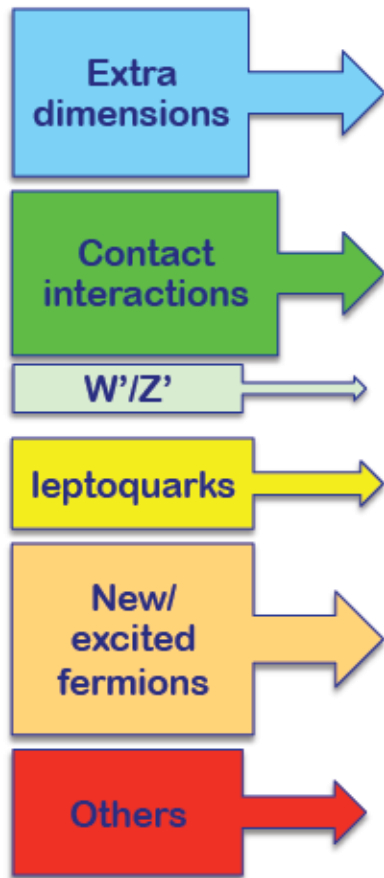 Extra
dimensions
Contact
interactions
W'/Z'
leptoquarks
New/
excited
fermions
Others